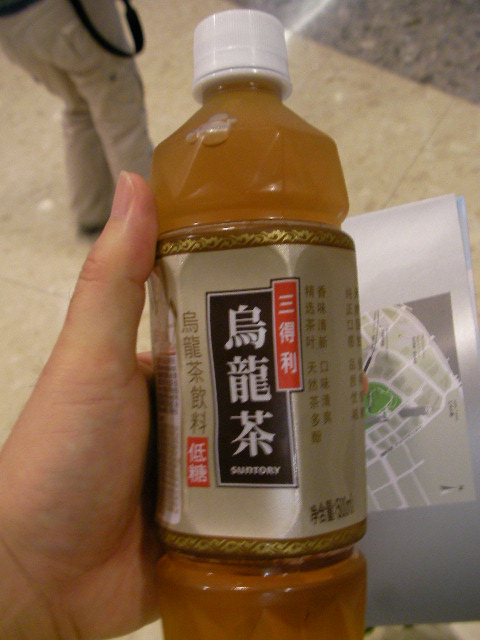 三得利
烏龍茶
SUNTORY
烏龍茶飲料
低糖
香味清新 口味清爽
精选茶叶 天然茶多酚
净含量:500ml